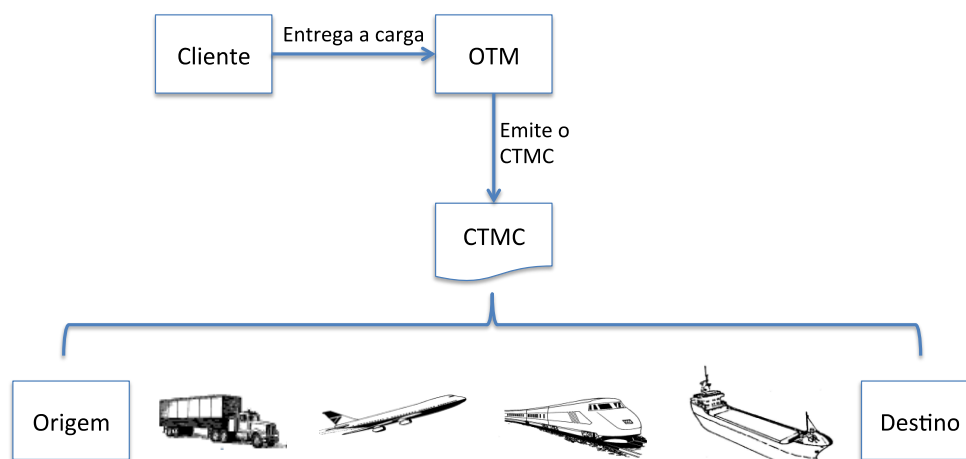 Entrega a carga
Cliente
OTM
Emite o
CTMC
CTMC
Origem
Destino